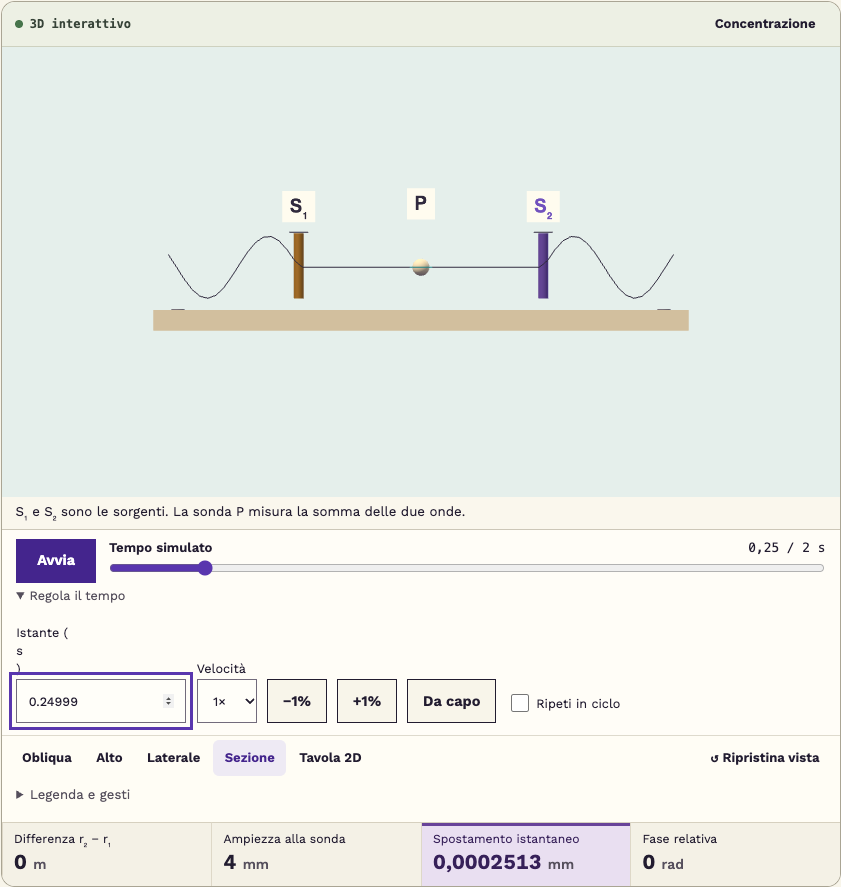 3D interattivo
Concentrazione
S₁
P
S₂
S₁ e S₂ sono le sorgenti. La sonda P misura la somma delle due onde.
Avvia
Tempo simulato
0,25 / 2 s
▼ Regola il tempo
Istante (
s
)
Velocità
0.24999
1×
−1%
+1%
Da capo
Ripeti in ciclo
Obliqua
Alto
Laterale
Sezione
Tavola 2D
↺ Ripristina vista
▶ Legenda e gesti
Differenza r₂ − r₁
0 m
Ampiezza alla sonda
4 mm
Spostamento istantaneo
0,0002513 mm
Fase relativa
0 rad